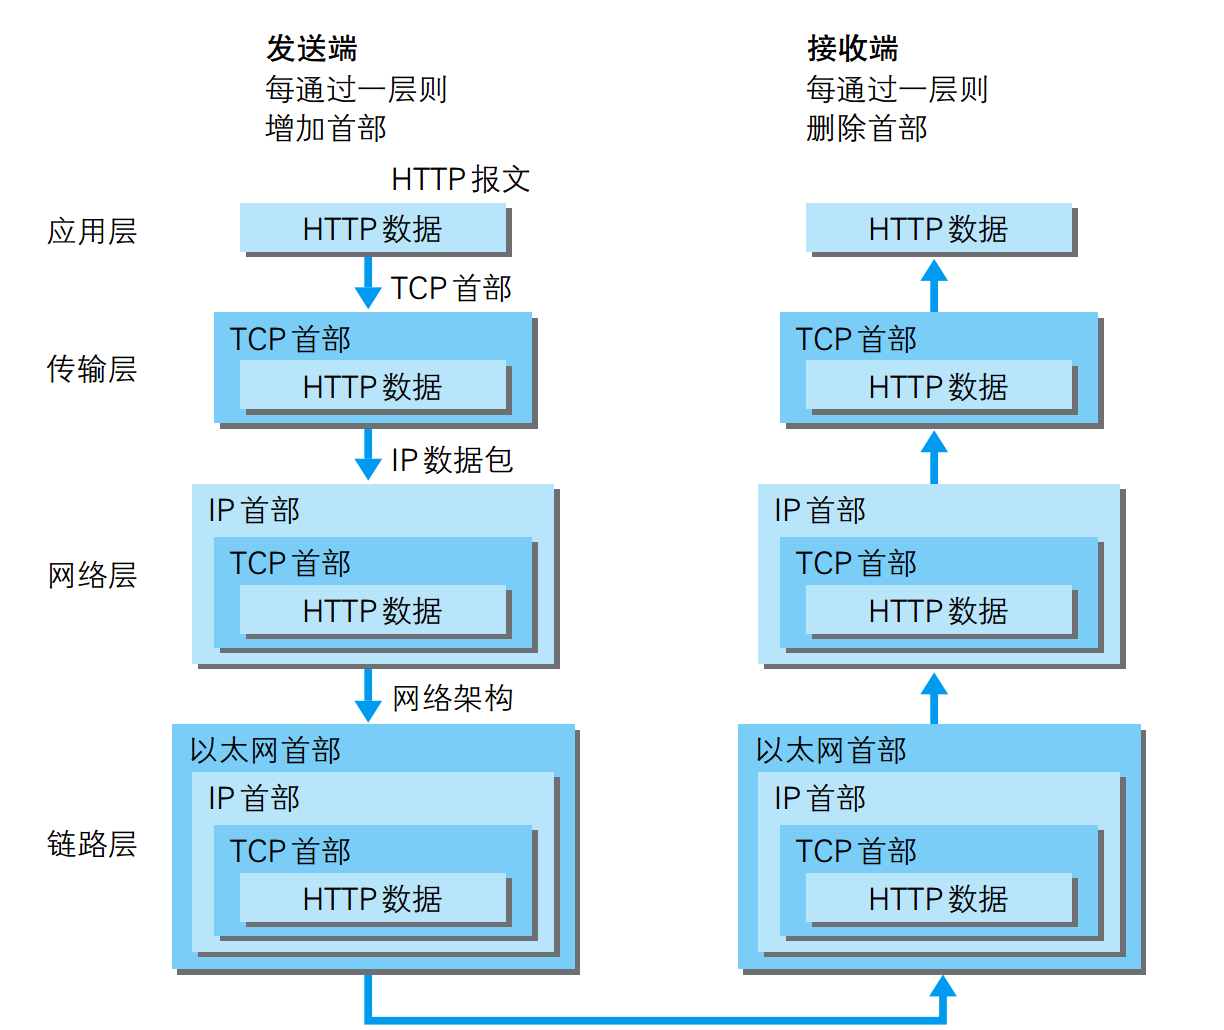 发送端
每通过一层则
增加首部
接收端
每通过一层则
删除首部
HTTP 报文
应用层
HTTP 数据
HTTP 数据
TCP 首部
传输层
TCP 首部
HTTP 数据
TCP 首部
HTTP 数据
IP 数据包
网络层
IP 首部
TCP 首部
HTTP 数据
IP 首部
TCP 首部
HTTP 数据
网络架构
链路层
以太网首部
IP 首部
TCP 首部
HTTP 数据
以太网首部
IP 首部
TCP 首部
HTTP 数据